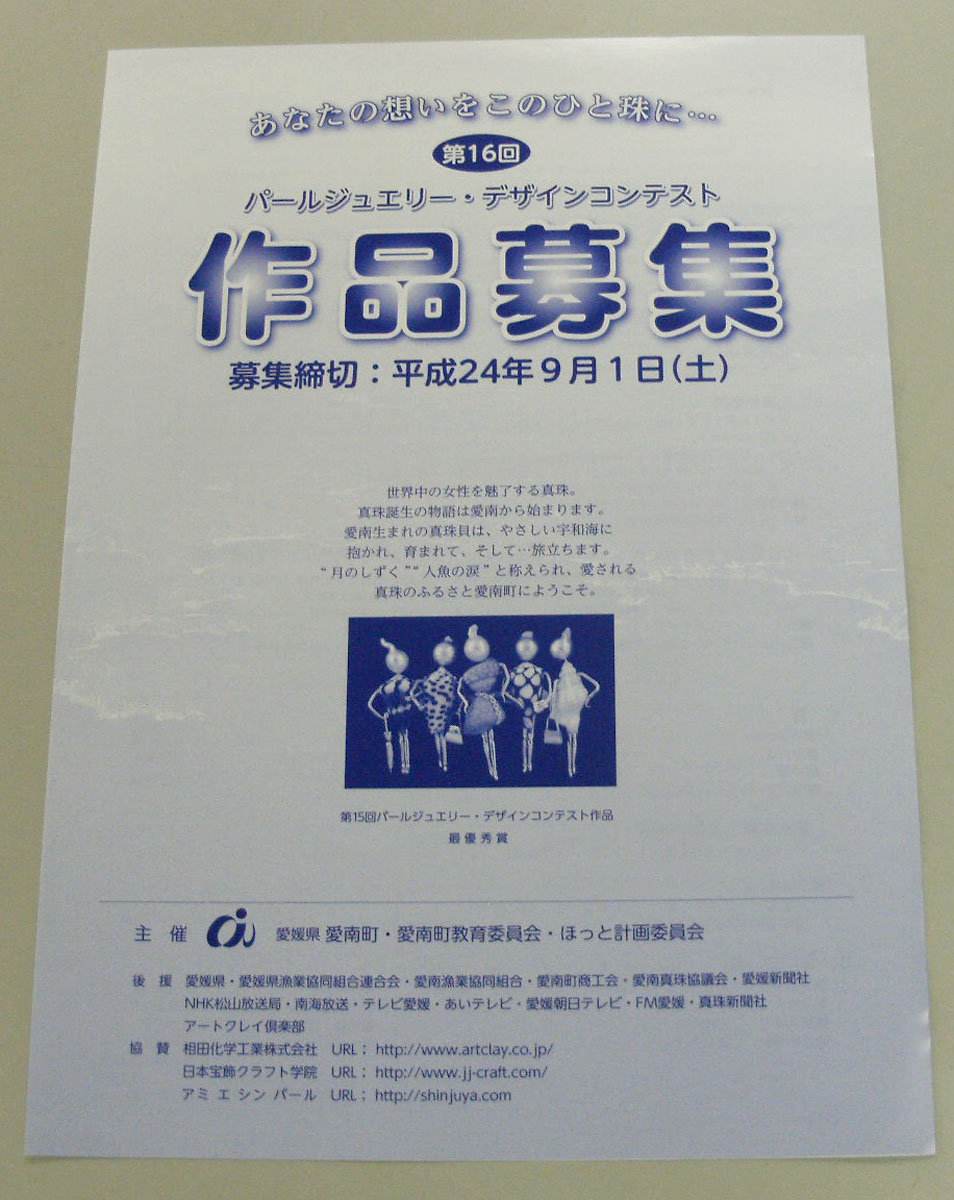 あなたの想いをこのひと珠に…
第16回
パールジュエリー・デザインコンテスト
作品募集
募集締切：平成24年９月１日(土)
世界中の女性を魅了する真珠。
真珠誕生の物語は愛南から始まります。
愛南生まれの真珠貝は、やさしい宇和海に
抱かれ、育まれて、そして…旅立ちます。
“月のしずく”“人魚の涙”と称えられ、愛される
真珠のふるさと愛南町にようこそ。
第15回パールジュエリー・デザインコンテスト作品
最優秀賞
主 催 愛媛県 愛南町・愛南町教育委員会・ほっと計画委員会
後 援 愛媛県・愛媛県漁業協同組合連合会・愛南漁業協同組合・愛南町商工会・愛南真珠協議会・愛媛新聞社
NHK松山放送局・南海放送・テレビ愛媛・あいテレビ・愛媛朝日テレビ・FM愛媛・真珠新聞社
アートクレイ倶楽部
協 賛 相田化学工業株式会社 URL： http://www.artclay.co.jp/
日本宝飾クラフト学院 URL： http://www.jj-craft.com/
アミ エ シン パール URL： http://shinjuya.com